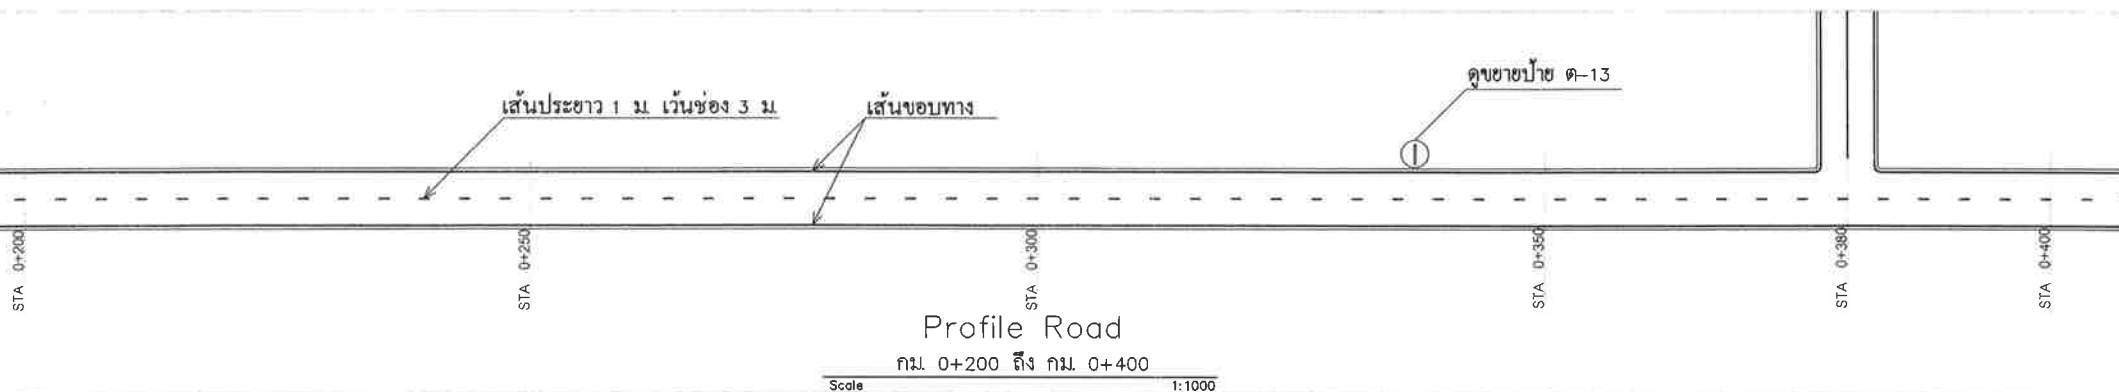 ดูขยายป้าย ต-13
เส้นประยาว 1 ม. เว้นช่อง 3 ม.
เส้นขอบทาง
STA 0+200
STA 0+250
STA 0+300
STA 0+350
STA 0+380
STA 0+400
Profile Road
กม. 0+200 ถึง กม. 0+400
Scale 1:1000